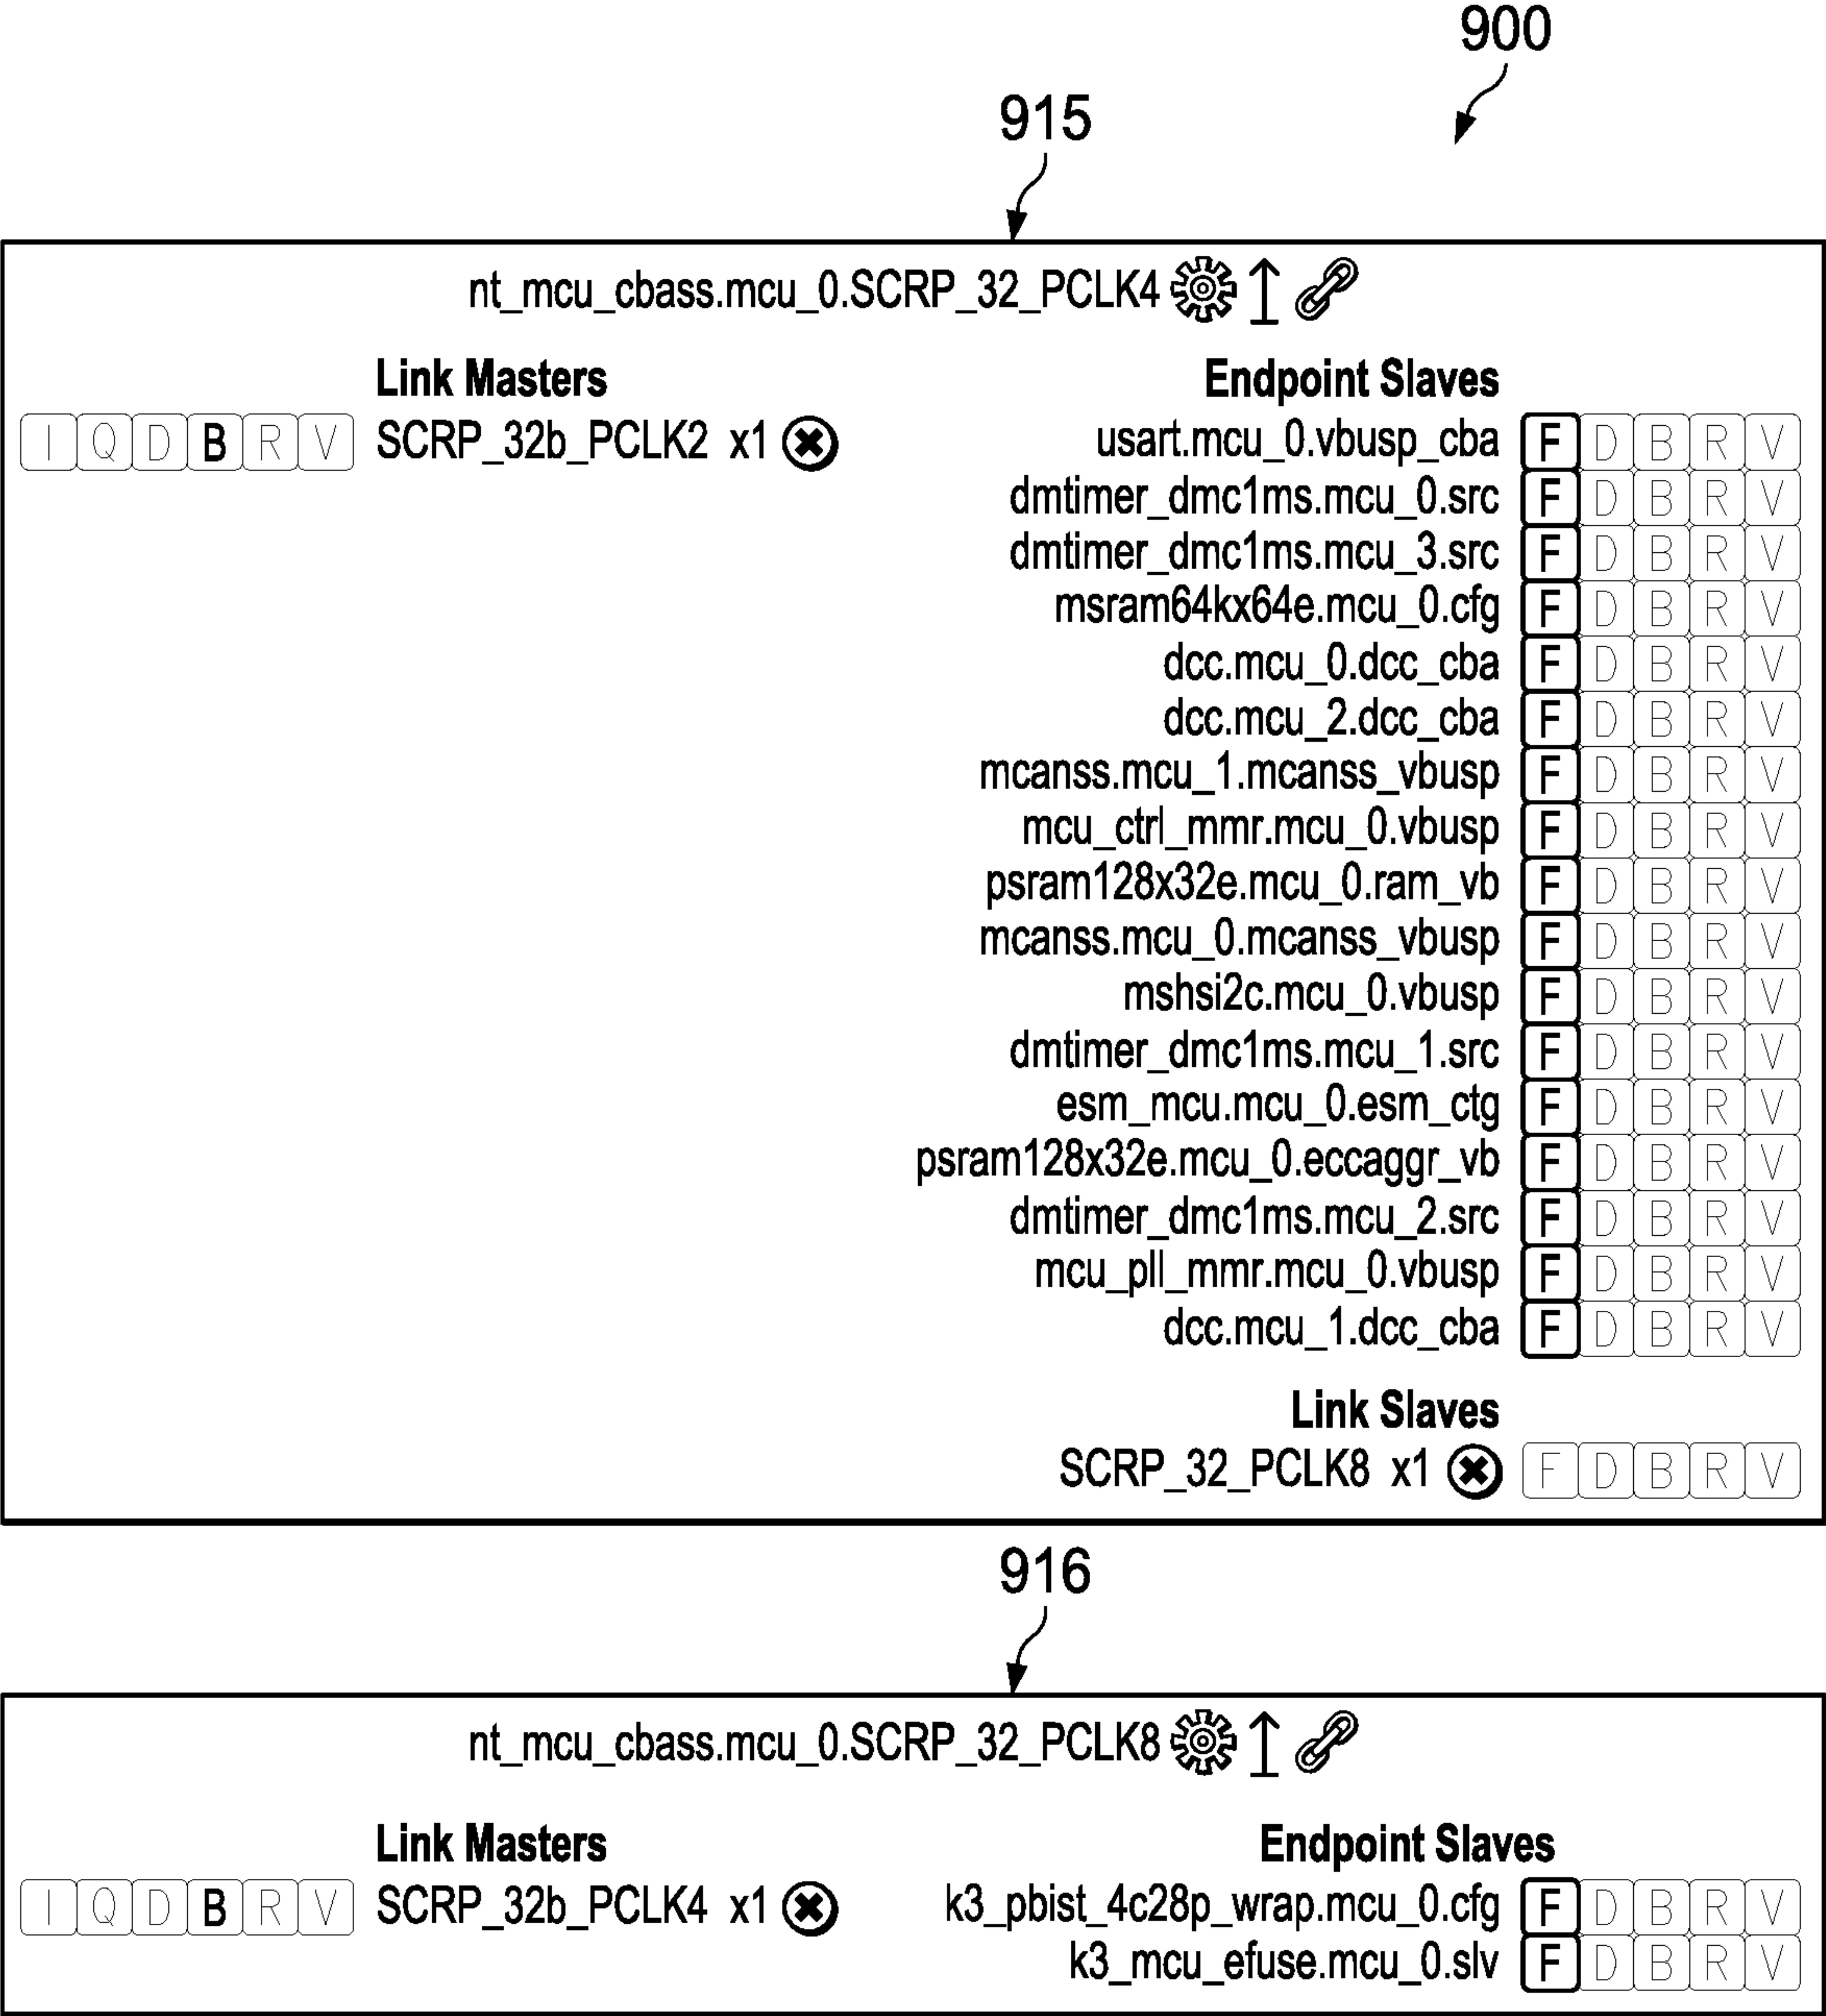 900
915
nt_mcu_cbass.mcu_0.SCRP_32_PCLK4
Link Masters Endpoint Slaves
I Q D B R V SCRP_32b_PCLK2 x1 usart.mcu_0.vbusp_cba F D B R V
dmtimer_dmc1ms.mcu_0.src F D B R V
dmtimer_dmc1ms.mcu_3.src F D B R V
msram64kx64e.mcu_0.cfg F D B R V
dcc.mcu_0.dcc_cba F D B R V
dcc.mcu_2.dcc_cba F D B R V
mcanss.mcu_1.mcanss_vbusp F D B R V
mcu_ctrl_mmr.mcu_0.vbusp F D B R V
psram128x32e.mcu_0.ram_vb F D B R V
mcanss.mcu_0.mcanss_vbusp F D B R V
mshsi2c.mcu_0.vbusp F D B R V
dmtimer_dmc1ms.mcu_1.src F D B R V
esm_mcu.mcu_0.esm_ctg F D B R V
psram128x32e.mcu_0.eccaggr_vb F D B R V
dmtimer_dmc1ms.mcu_2.src F D B R V
mcu_pll_mmr.mcu_0.vbusp F D B R V
dcc.mcu_1.dcc_cba F D B R V
Link Slaves
SCRP_32_PCLK8 x1 F D B R V
916
nt_mcu_cbass.mcu_0.SCRP_32_PCLK8
Link Masters Endpoint Slaves
I Q D B R V SCRP_32b_PCLK4 x1 k3_pbist_4c28p_wrap.mcu_0.cfg F D B R V
k3_mcu_efuse.mcu_0.slv F D B R V